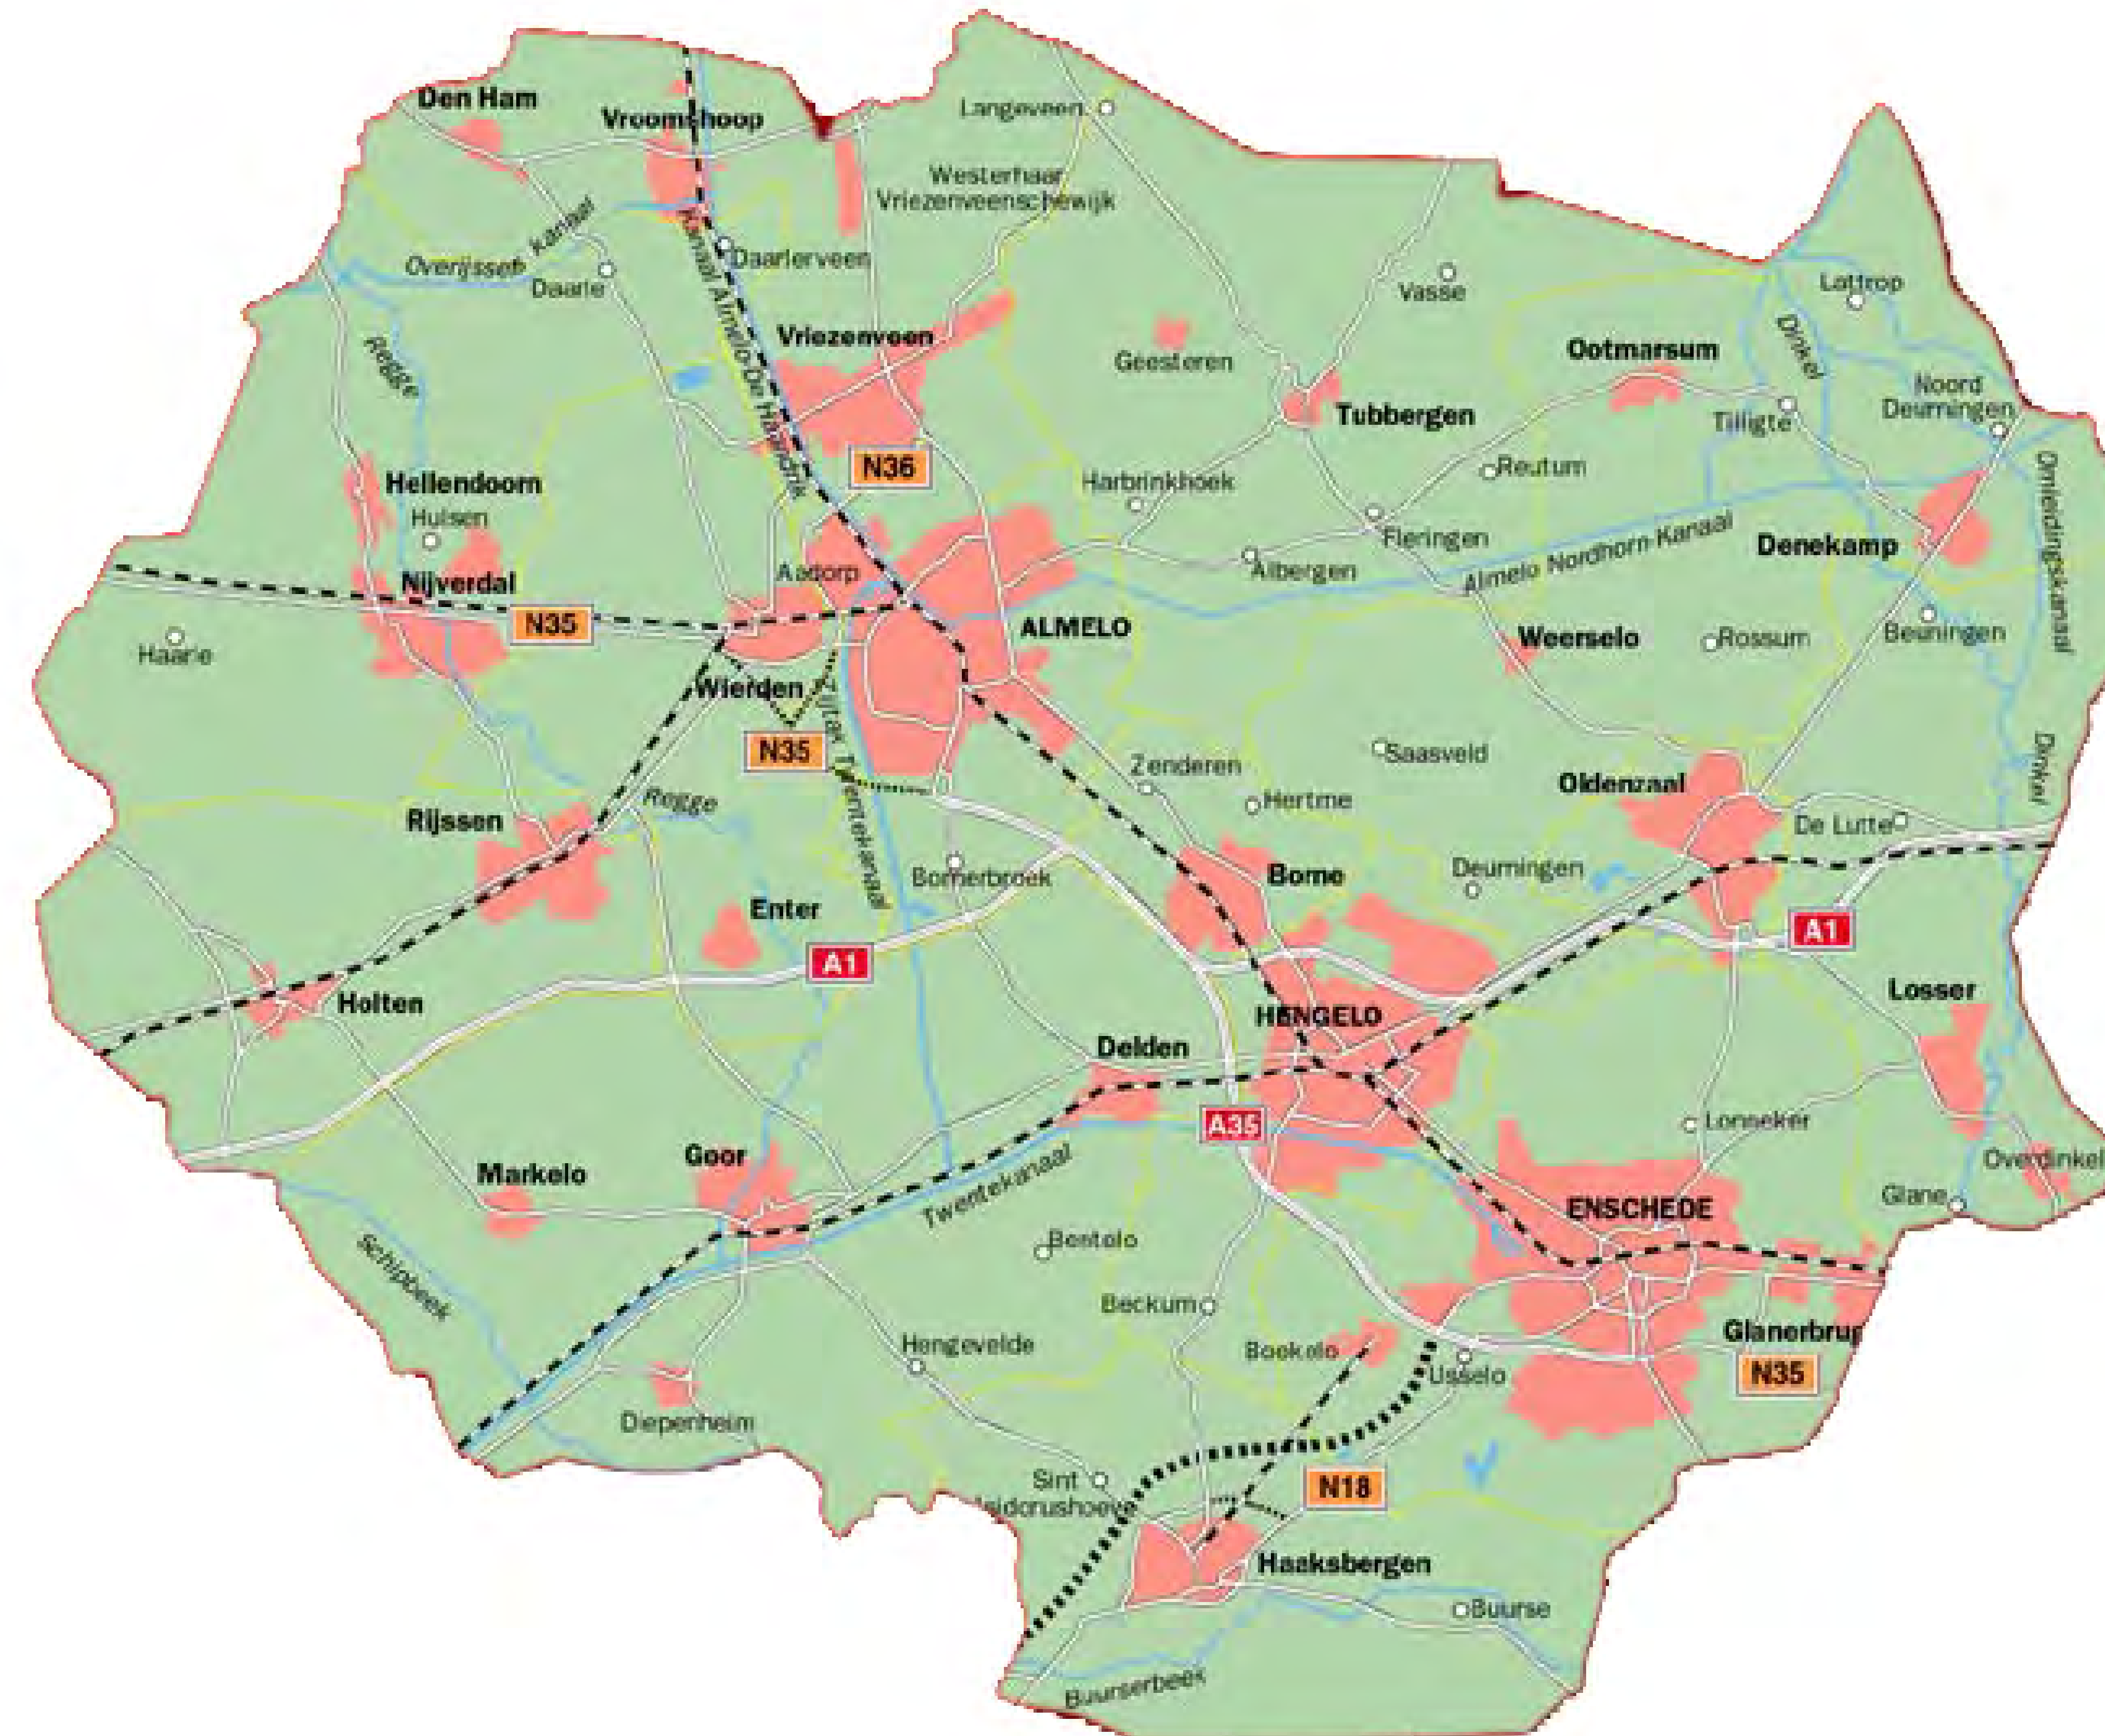 Den Ham
Vroomshoop
Langeveen
Westerhaar
Vriezenveenschewijk
Overijssels Kanaal
Daarle
Daarlerveen
Kanaal Almelo-De Haandrik
Vasse
Lattrop
Regge
Vriezenveen
Geesteren
Ootmarsum
Dinkel
Noord
Deurningen
Tubbergen
Tilligte
N36
Reutum
Hellendoorn
Hulsen
Harbrinkhoek
Omleidingskanaal
Fleringen
Almelo Nordhorn Kanaal
Denekamp
Nijverdal
Aadorp
Albergen
N35
ALMELO
Weerselo
Rossum
Beuningen
Haarle
Wierden
N35
Zijtak Twentekanaal
Zenderen
Saasveld
Oldenzaal
Dinkel
Hertme
Regge
Rijssen
De Lutte
Bornerbroek
Borne
Deurningen
Enter
A1
A1
Holten
HENGELO
Losser
Delden
A35
Lonneker
Goor
Markelo
Twentekanaal
Overdinkel
Glane
ENSCHEDE
Schipbeek
Bentelo
Beckum
Hengevelde
Boekelo
Usselo
Glanerbrug
N35
Diepenheim
Sint
Isidorushoeve
N18
Haaksbergen
Buurse
Buurserbeek